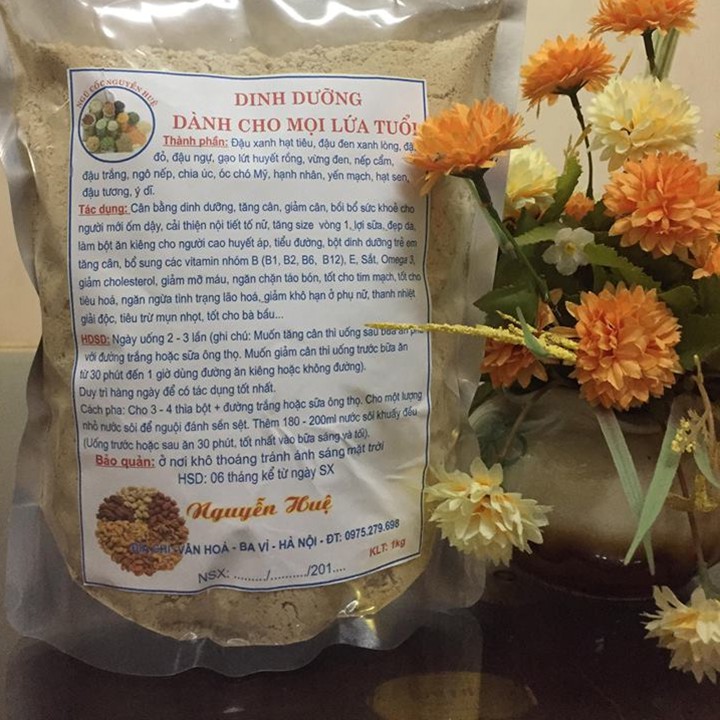 NGŨ CỐC NGUYỄN HUỆ
DINH DƯỠNG
DÀNH CHO MỌI LỨA TUỔI
Thành phần: Đậu xanh hạt tiêu, đậu đen xanh lòng,
đỏ, đậu ngự, gạo lứt huyết rồng, vừng đen, nếp cẩm,
đậu trắng, ngô nếp, chia úc, óc chó Mỹ, hạnh nhân, yến mạch, hạt sen,
đậu tương, ý dĩ.
Tác dụng: Cân bằng dinh dưỡng, tăng cân, giảm cân, bồi bổ sức khoẻ cho
người mới ốm dậy, cải thiện nội tiết tố nữ, tăng size vòng 1, lợi sữa, đẹp da,
làm bột ăn kiêng cho người cao huyết áp, tiểu đường, bột dinh dưỡng trẻ em
tăng cân, bổ sung các vitamin nhóm B (B1, B2, B6, B12), E, Sắt, Omega 3,
giảm cholesterol, giảm mỡ máu, ngăn chặn táo bón, tốt cho tim mạch, tốt cho
tiêu hoá, ngăn ngừa tình trạng lão hoá, giảm khô hạn ở phụ nữ, thanh nhiệt
giải độc, tiêu trừ mụn nhọt, tốt cho bà bầu...
HDSD: Ngày uống 2 - 3 lần (ghi chú: Muốn tăng cân thì uống sau bữa ăn pha
với đường trắng hoặc sữa ông thọ. Muốn giảm cân thì uống trước bữa ăn
từ 30 phút đến 1 giờ dùng đường ăn kiêng hoặc không đường).
Duy trì hàng ngày để có tác dụng tốt nhất.
Cách pha: Cho 3 - 4 thìa bột + đường trắng hoặc sữa ông thọ. Cho một lượng
nhỏ nước sôi để nguội đánh sền sệt. Thêm 180 - 200ml nước sôi khuấy đều
(Uống trước hoặc sau ăn 30 phút, tốt nhất vào bữa sáng và tối).
Bảo quản: ở nơi khô thoáng tránh ánh sáng mặt trời
HSD: 06 tháng kể từ ngày SX
Nguyễn Huệ
VÂN HOÀ - BA VÌ - HÀ NỘI - ĐT: 0975.279.698
KLT: 1kg
NSX: ......../........../201....